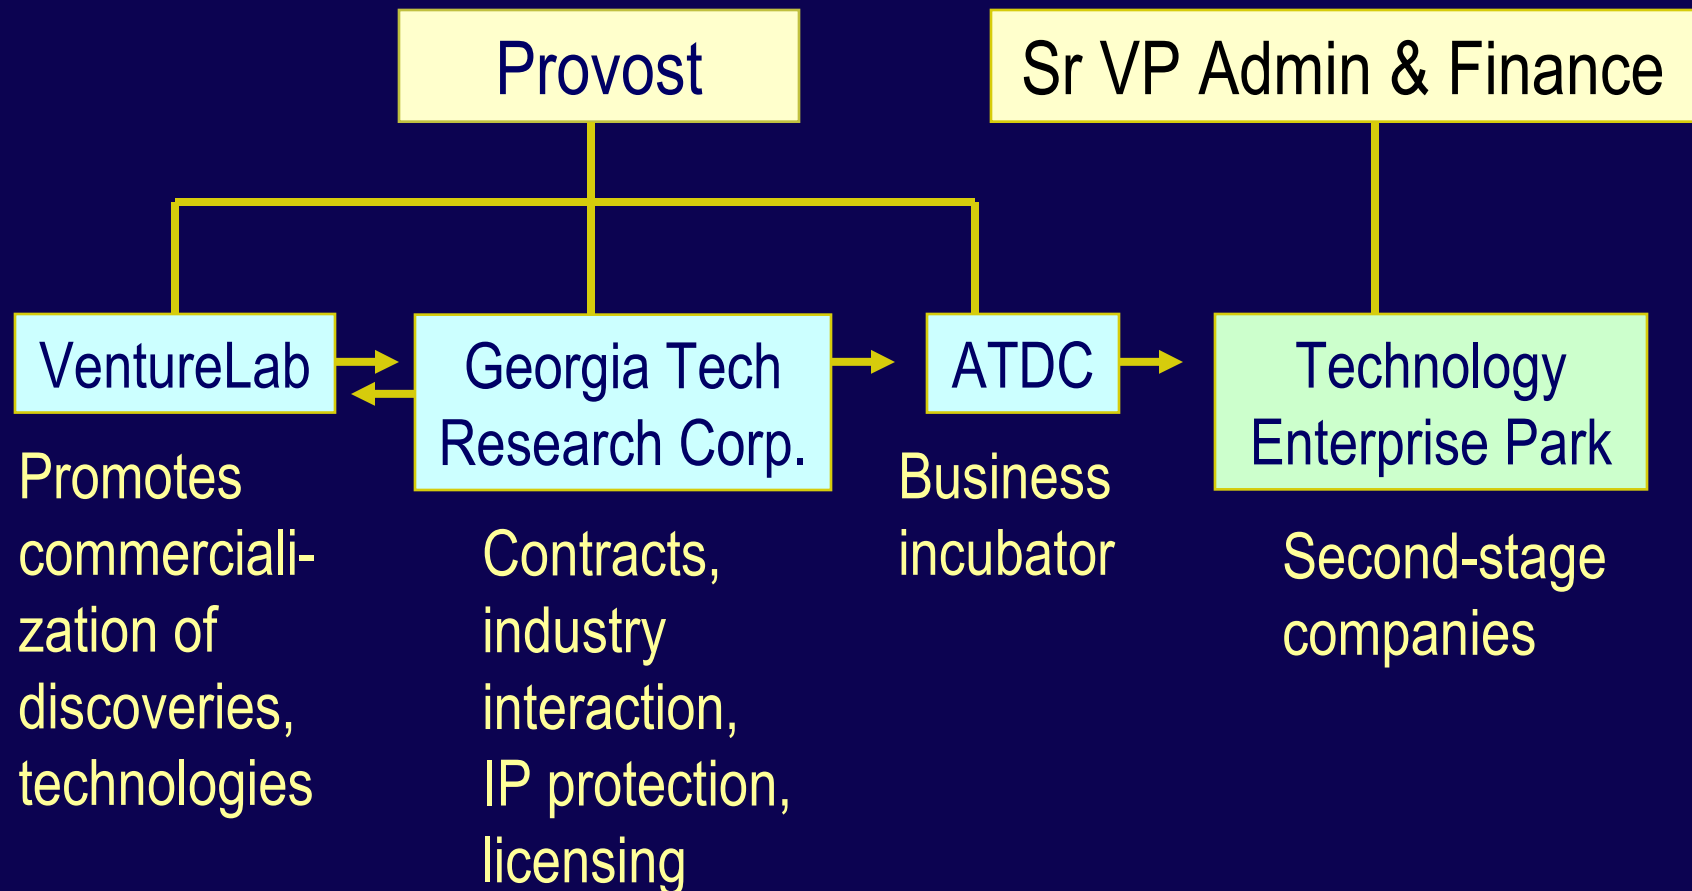 Provost
Sr VP Admin & Finance
VentureLab
Promotes
commerciali-
zation of
discoveries,
technologies
Georgia Tech
Research Corp.
Contracts,
industry
interaction,
IP protection,
licensing
ATDC
Business
incubator
Technology
Enterprise Park
Second-stage
companies